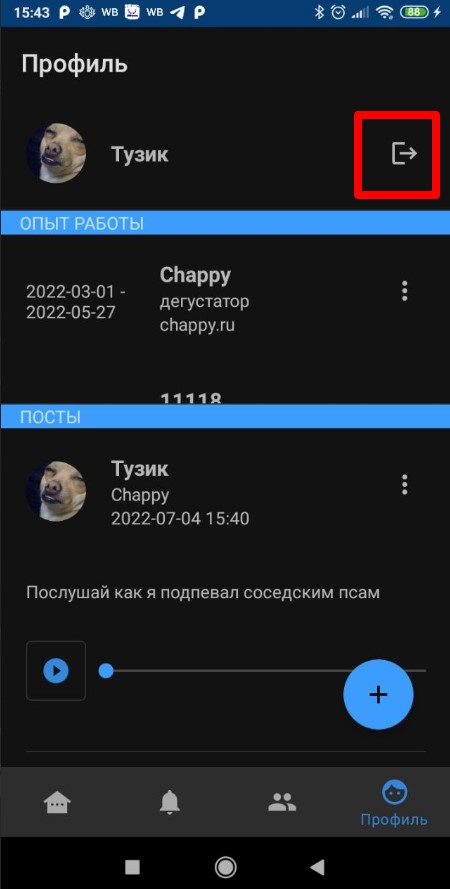 15:43 P WB WB P 88
Профиль
Тузик
ОПЫТ РАБОТЫ
2022-03-01 -
2022-05-27
Chappy
дегустатор
chappy.ru
11118
ПОСТЫ
Тузик
Chappy
2022-07-04 15:40
Послушай как я подпевал соседским псам
Профиль